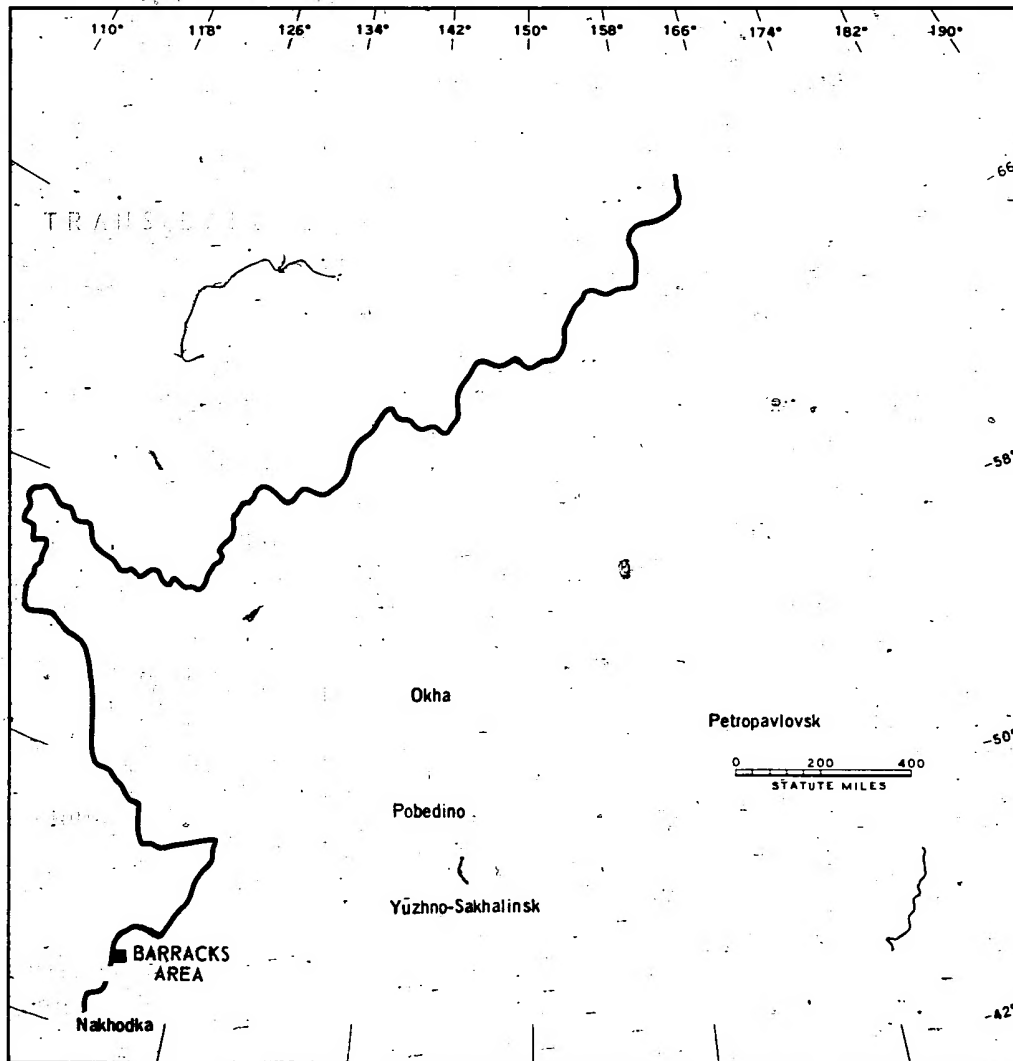 110° 118° 126° 134° 142° 150° 158° 166° 174° 182° 190°
66°
58°
Okha
Petropavlovsk
50°
0 200 400
STATUTE MILES
Pobedino
Yuzhno-Sakhalinsk
BARRACKS
AREA
42°
Nakhodka